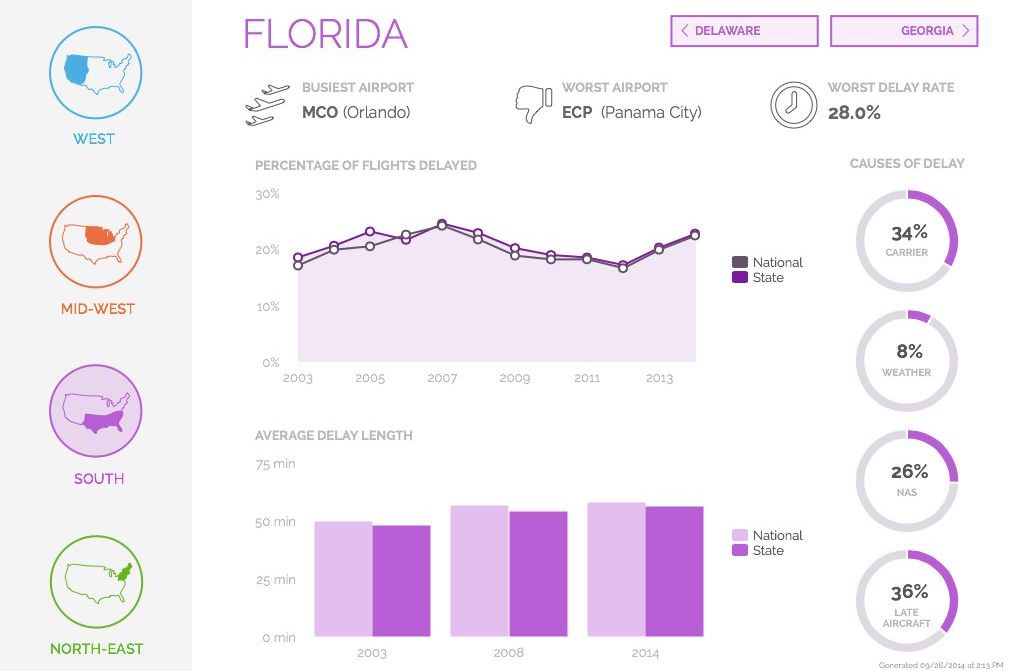 WEST
MID-WEST
SOUTH
NORTH-EAST
FLORIDA
DELAWARE
GEORGIA
BUSIEST AIRPORT
MCO (Orlando)
WORST AIRPORT
ECP (Panama City)
WORST DELAY RATE
28.0%
PERCENTAGE OF FLIGHTS DELAYED
30%
20%
10%
0%
2003 2005 2007 2009 2011 2013
National
State
AVERAGE DELAY LENGTH
75 min
50 min
25 min
0 min
2003 2008 2014
National
State
CAUSES OF DELAY
34%
CARRIER
8%
WEATHER
26%
NAS
36%
LATE
AIRCRAFT
Generated 09/26/2014 at 2:13 PM